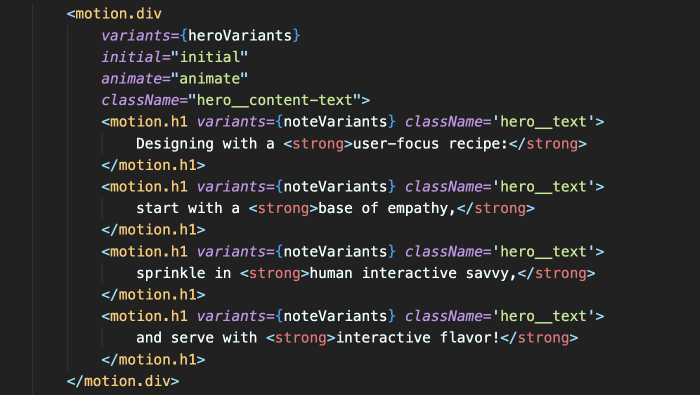 <motion.div
variants={heroVariants}
initial="initial"
animate="animate"
className="hero__content-text">
<motion.h1 variants={noteVariants} className='hero__text'>
Designing with a <strong>user-focus recipe:</strong>
</motion.h1>
<motion.h1 variants={noteVariants} className='hero__text'>
start with a <strong>base of empathy,</strong>
</motion.h1>
<motion.h1 variants={noteVariants} className='hero__text'>
sprinkle in <strong>human interactive savvy,</strong>
</motion.h1>
<motion.h1 variants={noteVariants} className='hero__text'>
and serve with <strong>interactive flavor!</strong>
</motion.h1>
</motion.div>